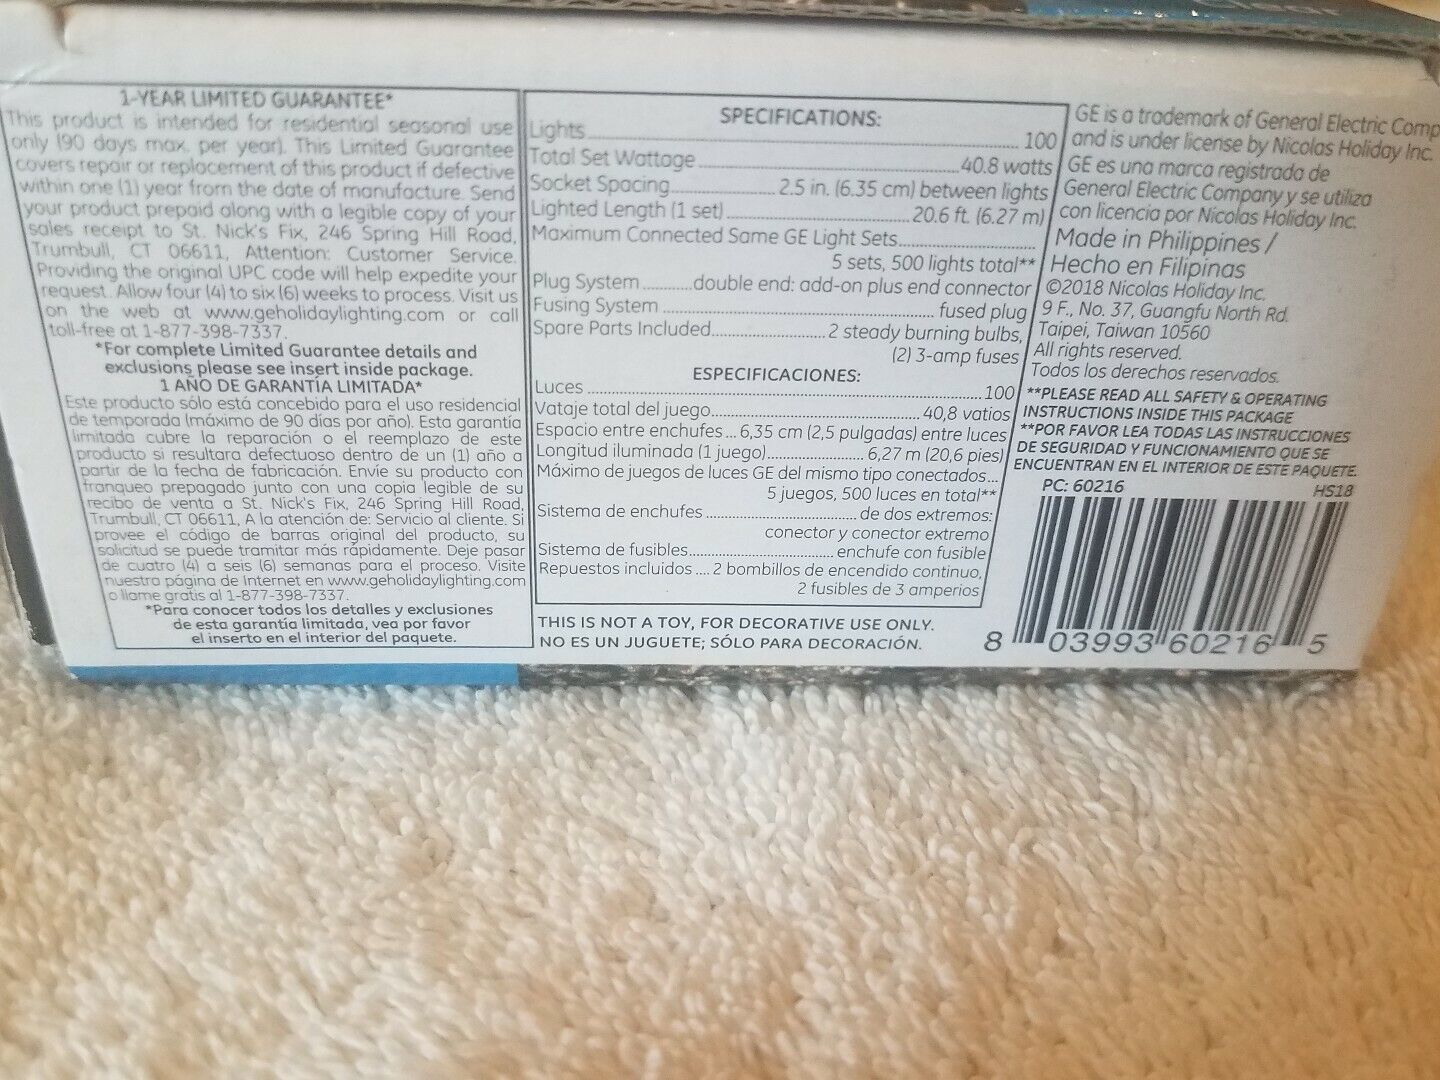 Clear
1-YEAR LIMITED GUARANTEE*
This product is intended for residential seasonal use
only (90 days max. per year). This Limited Guarantee
covers repair or replacement of this product if defective
within one (1) year from the date of manufacture. Send
your product prepaid along with a legible copy of your
sales receipt to St. Nick's Fix, 246 Spring Hill Road,
Trumbull, CT 06611, Attention: Customer Service.
Providing the original UPC code will help expedite your
request. Allow four (4) to six (6) weeks to process. Visit us
on the web at www.geholidaylighting.com or call
toll-free at 1-877-398-7337.
*For complete Limited Guarantee details and
exclusions please see insert inside package.
1 AÑO DE GARANTÍA LIMITADA*
Este producto sólo está concebido para el uso residencial
de temporada (máximo de 90 días por año). Esta garantía
limitada cubre la reparación o el reemplazo de este
producto si resultara defectuoso dentro de un (1) año a
partir de la fecha de fabricación. Envíe su producto con
franqueo prepagado junto con una copia legible de su
recibo de venta a St. Nick's Fix, 246 Spring Hill Road,
Trumbull, CT 06611, A la atención de: Servicio al cliente. Si
provee el código de barras original del producto, su
solicitud se puede tramitar más rápidamente. Deje pasar
de cuatro (4) a seis (6) semanas para el proceso. Visite
nuestra página de Internet en www.geholidaylighting.com
o llame gratis al 1-877-398-7337.
*Para conocer todos los detalles y exclusiones
de esta garantía limitada, vea por favor
el inserto en el interior del paquete.
SPECIFICATIONS:
Lights.......... 100
Total Set Wattage.......... 40.8 watts
Socket Spacing.......... 2.5 in. (6.35 cm) between lights
Lighted Length (1 set).......... 20.6 ft. (6.27 m)
Maximum Connected Same GE Light Sets..........
5 sets, 500 lights total**
Plug System.......... double end: add-on plus end connector
Fusing System.......... fused plug
Spare Parts Included.......... 2 steady burning bulbs,
(2) 3-amp fuses
ESPECIFICACIONES:
Luces.......... 100
Vataje total del juego.......... 40,8 vatios
Espacio entre enchufes... 6,35 cm (2,5 pulgadas) entre luces
Longitud iluminada (1 juego).......... 6,27 m (20,6 pies)
Máximo de juegos de luces GE del mismo tipo conectados...
5 juegos, 500 luces en total**
Sistema de enchufes.......... de dos extremos:
conector y conector extremo
Sistema de fusibles.......... enchufe con fusible
Repuestos incluidos.... 2 bombillos de encendido continuo,
2 fusibles de 3 amperios
THIS IS NOT A TOY, FOR DECORATIVE USE ONLY.
NO ES UN JUGUETE; SÓLO PARA DECORACIÓN.
GE is a trademark of General Electric Comp
and is under license by Nicolas Holiday Inc.
GE es una marca registrada de
General Electric Company y se utiliza
con licencia por Nicolas Holiday Inc.
Made in Philippines /
Hecho en Filipinas
©2018 Nicolas Holiday Inc.
9 F., No. 37, Guangfu North Rd.
Taipei, Taiwan 10560
All rights reserved.
Todos los derechos reservados.
**PLEASE READ ALL SAFETY & OPERATING
INSTRUCTIONS INSIDE THIS PACKAGE
**POR FAVOR LEA TODAS LAS INSTRUCCIONES
DE SEGURIDAD Y FUNCIONAMIENTO QUE SE
ENCUENTRAN EN EL INTERIOR DE ESTE PAQUETE.
PC: 60216 HS18
8 03993 60216 5